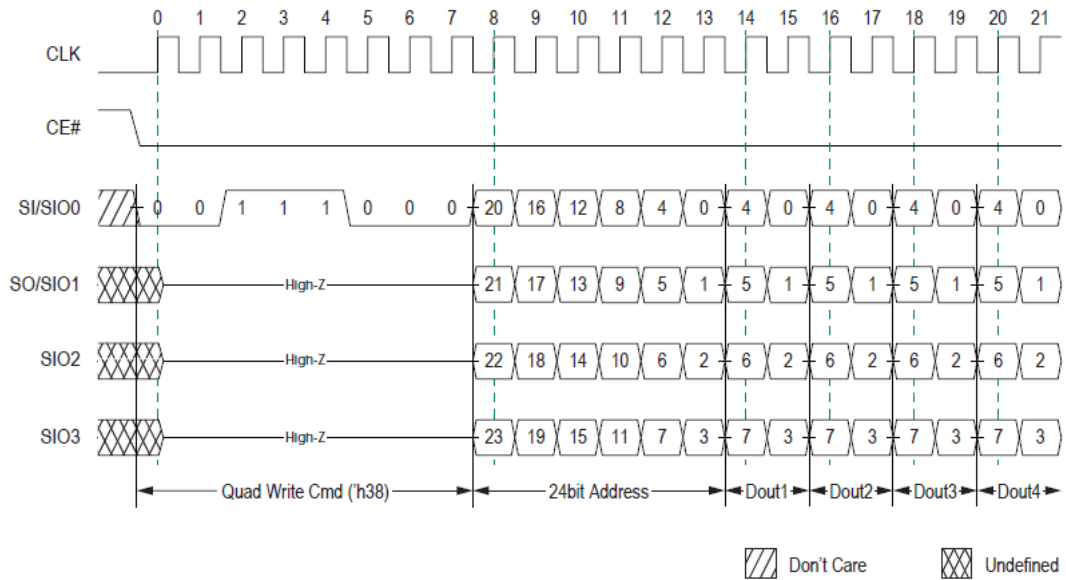 0 1 2 3 4 5 6 7 8 9 10 11 12 13 14 15 16 17 18 19 20 21
CLK
CE#
SI/SIO0 0 0 1 1 1 0 0 0 20 16 12 8 4 0 4 0 4 0 4 0 4 0
SO/SIO1 High-Z 21 17 13 9 5 1 5 1 5 1 5 1 5 1
SIO2 High-Z 22 18 14 10 6 2 6 2 6 2 6 2 6 2
SIO3 High-Z 23 19 15 11 7 3 7 3 7 3 7 3 7 3
Quad Write Cmd ('h38) 24bit Address Dout1 Dout2 Dout3 Dout4
Don't Care Undefined